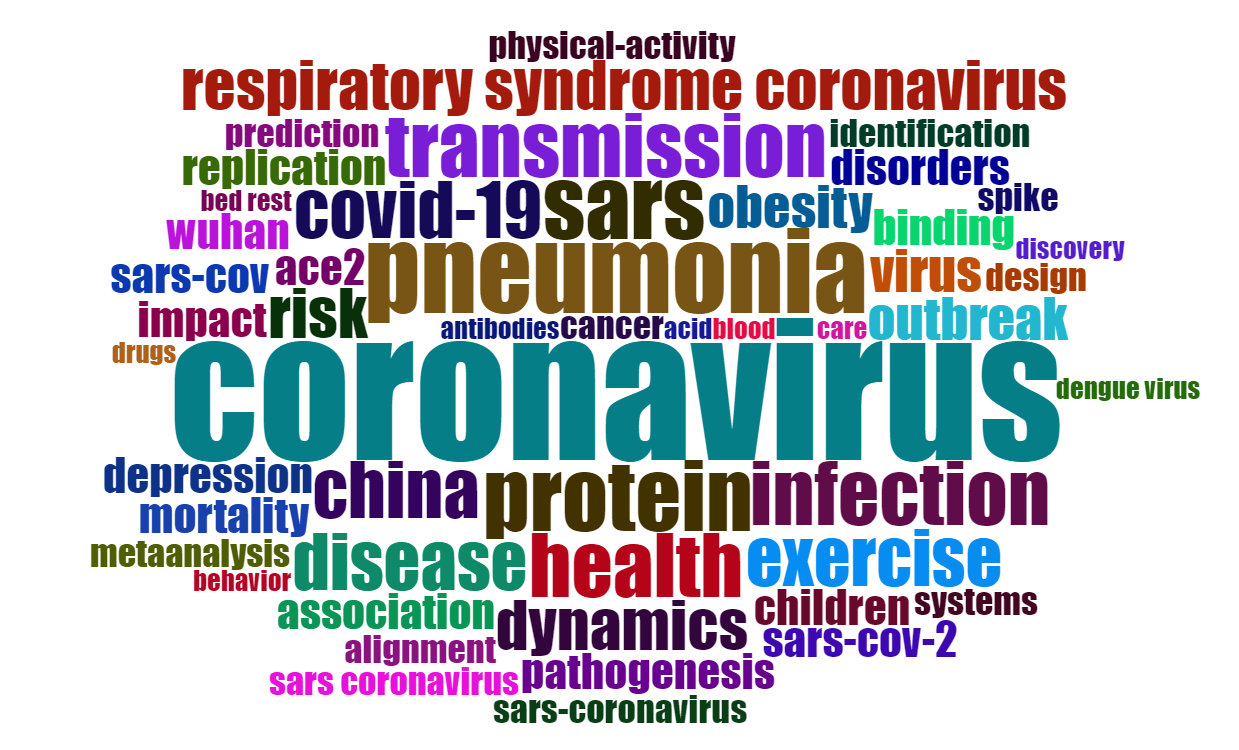 physical-activity
respiratory syndrome coronavirus
prediction
transmission
identification
replication
disorders
bed rest
covid-19
sars
obesity
spike
wuhan
binding
discovery
sars-cov
ace2
pneumonia
virus
design
impact
risk
antibodies
cancer
acid
blood
care
outbreak
drugs
coronavirus
dengue virus
depression
china
protein
infection
mortality
metaanalysis
behavior
disease
health
exercise
association
dynamics
children
systems
alignment
sars-cov-2
sars coronavirus
pathogenesis
sars-coronavirus